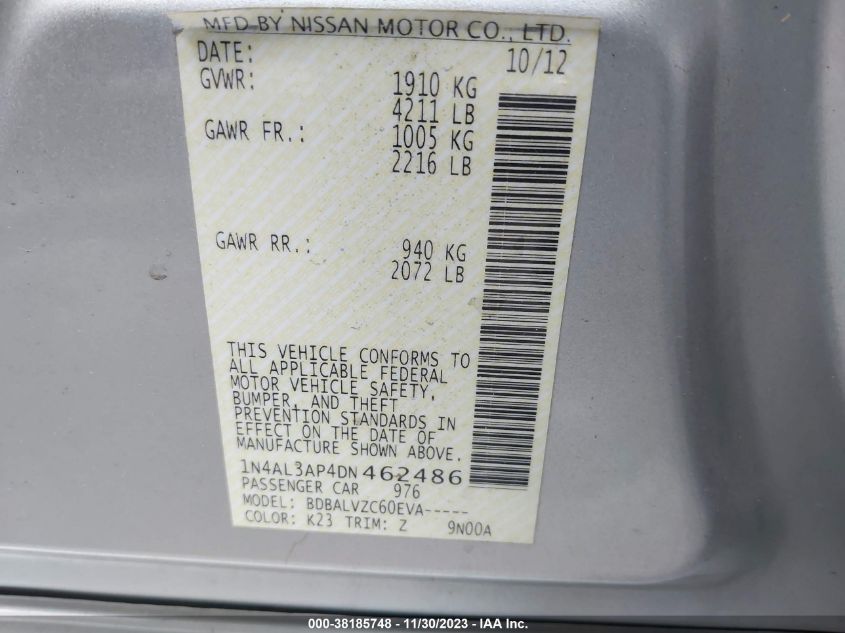 MFD BY NISSAN MOTOR CO., LTD.
DATE: 10/12
GVWR: 1910 KG
4211 LB
GAWR FR.: 1005 KG
2216 LB
GAWR RR.: 940 KG
2072 LB
THIS VEHICLE CONFORMS TO
ALL APPLICABLE FEDERAL
MOTOR VEHICLE SAFETY,
BUMPER, AND THEFT
PREVENTION STANDARDS IN
EFFECT ON THE DATE OF
MANUFACTURE SHOWN ABOVE.
1N4AL3AP4DN462486
PASSENGER CAR 976
MODEL: BDBALVZC60EVA-----
COLOR: K23 TRIM: Z 9N00A
000-38185748 - 11/30/2023 - IAA Inc.